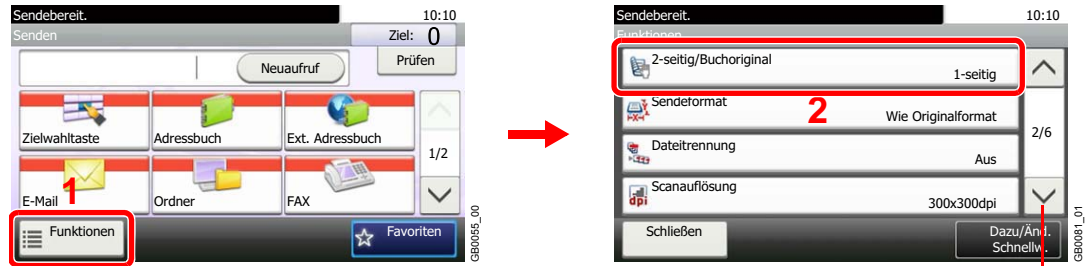 Sendebereit.
10:10
Senden
Ziel: 0
Neuaufruf
Prüfen
Zielwahltaste
Adressbuch
Ext. Adressbuch
1/2
E-Mail
1
Ordner
FAX
Funktionen
Favoriten
GB0055_00
Sendebereit.
10:10
Funktionen
2-seitig/Buchoriginal
1-seitig
Sendeformat
2
Wie Originalformat
2/6
Dateitrennung
Aus
Scanauflösung
dpi
300x300dpi
Schließen
Dazu/Änd.
Schnellw.
GB0081_01